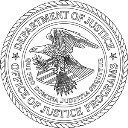 DEPARTMENT OF JUSTICE
OFFICE OF JUSTICE PROGRAMS